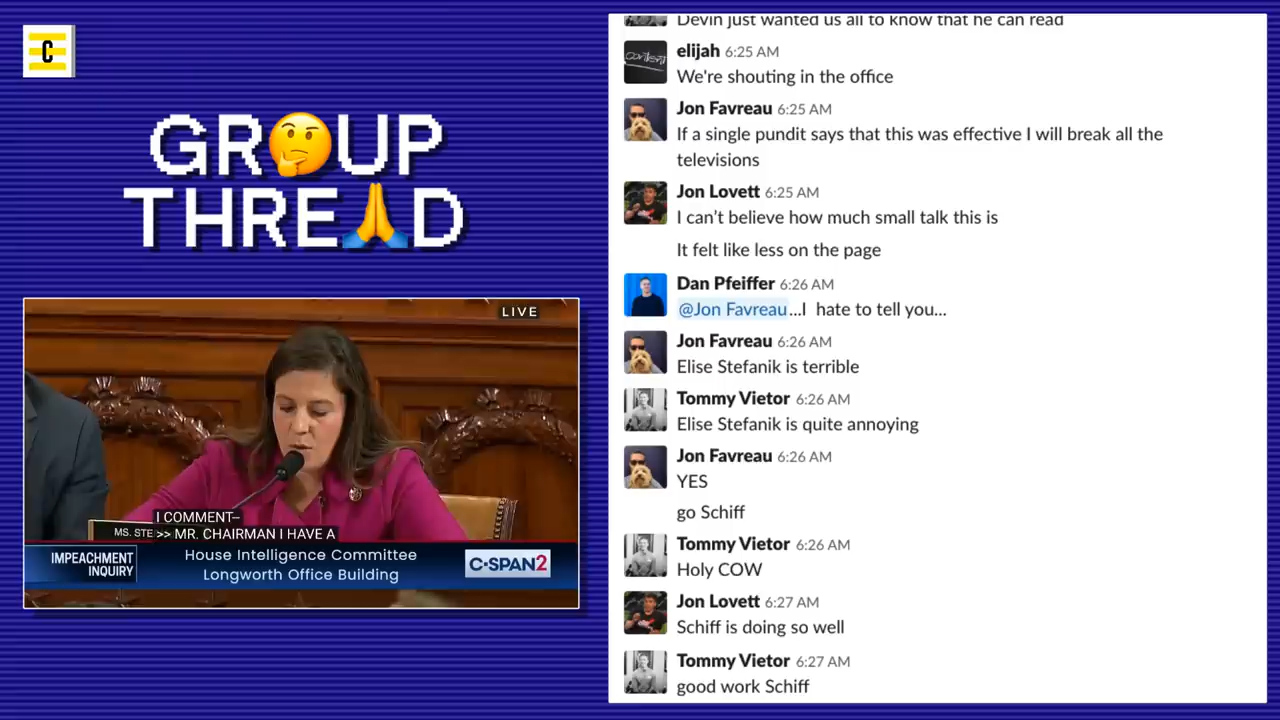 C
GR🤔UP
THRE🙏D
LIVE
I COMMENT—
MS. STE >> MR. CHAIRMAN I HAVE A
IMPEACHMENT
INQUIRY
House Intelligence Committee
Longworth Office Building
C-SPAN2
Devin just wanted us all to know that he can read
elijah 6:25 AM
content
We're shouting in the office
Jon Favreau 6:25 AM
If a single pundit says that this was effective I will break all the
televisions
Jon Lovett 6:25 AM
I can't believe how much small talk this is
It felt like less on the page
Dan Pfeiffer 6:26 AM
@Jon Favreau...I hate to tell you...
Jon Favreau 6:26 AM
Elise Stefanik is terrible
Tommy Vietor 6:26 AM
Elise Stefanik is quite annoying
Jon Favreau 6:26 AM
YES
go Schiff
Tommy Vietor 6:26 AM
Holy COW
Jon Lovett 6:27 AM
Schiff is doing so well
Tommy Vietor 6:27 AM
good work Schiff